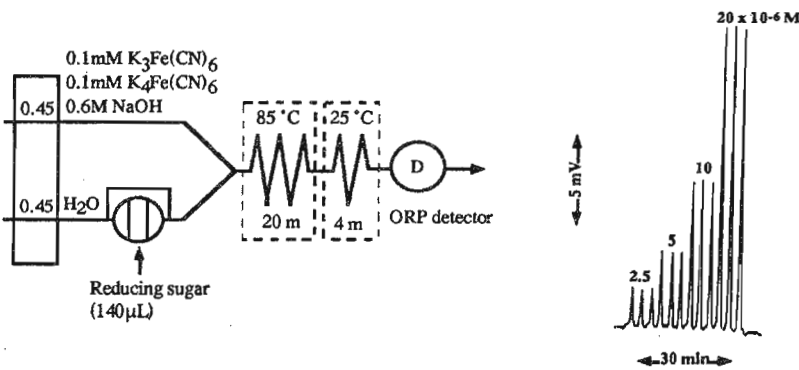 0.1mM K3Fe(CN)6
0.1mM K4Fe(CN)6
0.45 0.6M NaOH
85 °C 25 °C
D
20 m 4 m
ORP detector
0.45 H2O
Reducing sugar
(140µL)
20 x 10-6 M
10
5
2.5
5 mV
30 min